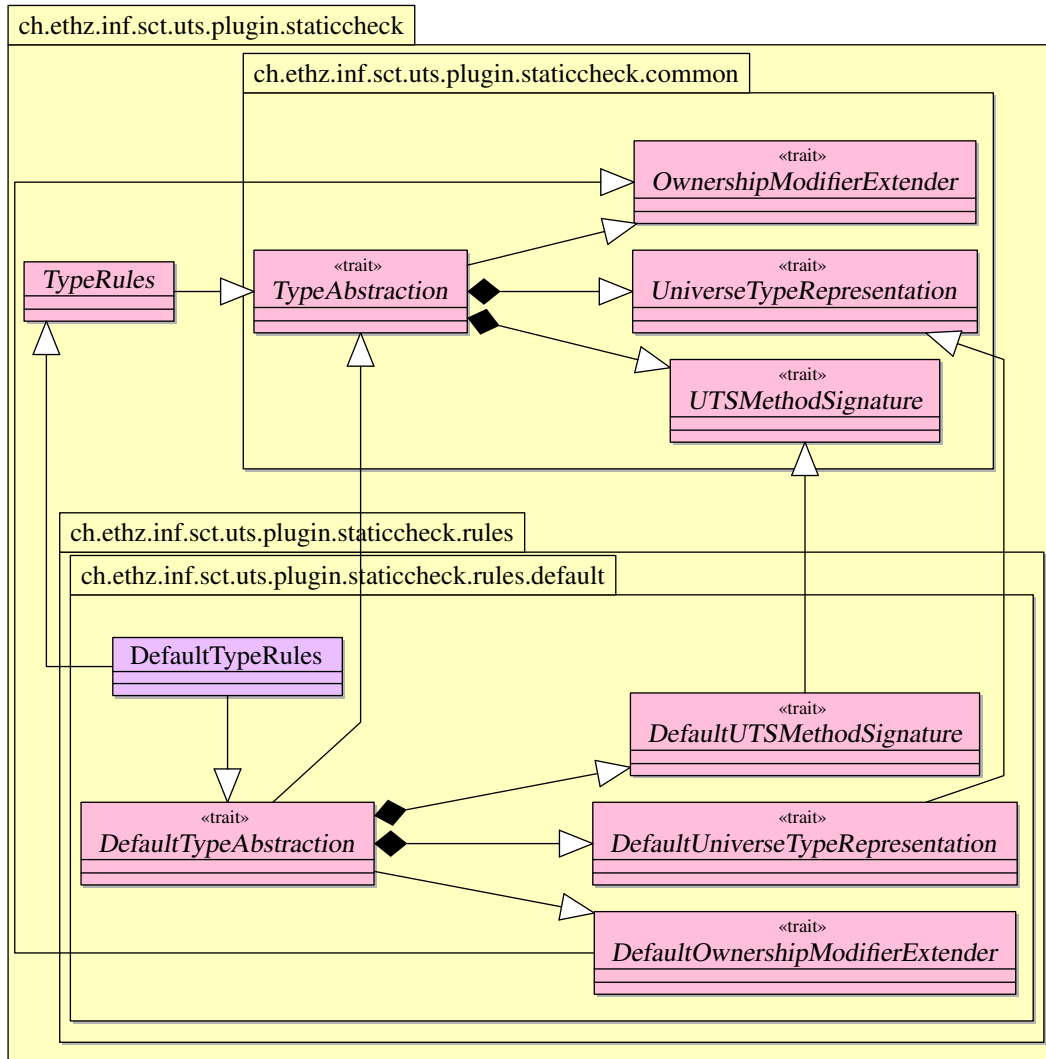 ch.ethz.inf.sct.uts.plugin.staticcheck
ch.ethz.inf.sct.uts.plugin.staticcheck.common
«trait»
OwnershipModifierExtender
TypeRules
«trait»
TypeAbstraction
«trait»
UniverseTypeRepresentation
«trait»
UTSMethodSignature
ch.ethz.inf.sct.uts.plugin.staticcheck.rules
ch.ethz.inf.sct.uts.plugin.staticcheck.rules.default
DefaultTypeRules
«trait»
DefaultUTSMethodSignature
«trait»
DefaultTypeAbstraction
«trait»
DefaultUniverseTypeRepresentation
«trait»
DefaultOwnershipModifierExtender